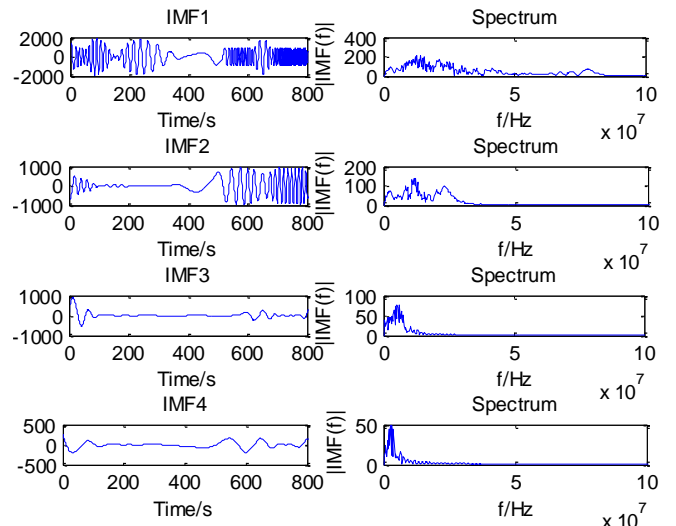 IMF1
2000
0
-2000
0 200 400 600 800
Time/s
Spectrum
|IMF(f)|
400
200
0
0 5 10
f/Hz
x 10^7
IMF2
1000
0
-1000
0 200 400 600 800
Time/s
Spectrum
|IMF(f)|
200
100
0
0 5 10
f/Hz
x 10^7
IMF3
1000
0
-1000
0 200 400 600 800
Time/s
Spectrum
|IMF(f)|
100
50
0
0 5 10
f/Hz
x 10^7
IMF4
500
0
-500
0 200 400 600 800
Time/s
Spectrum
|IMF(f)|
50
0
0 5 10
f/Hz
x 10^7